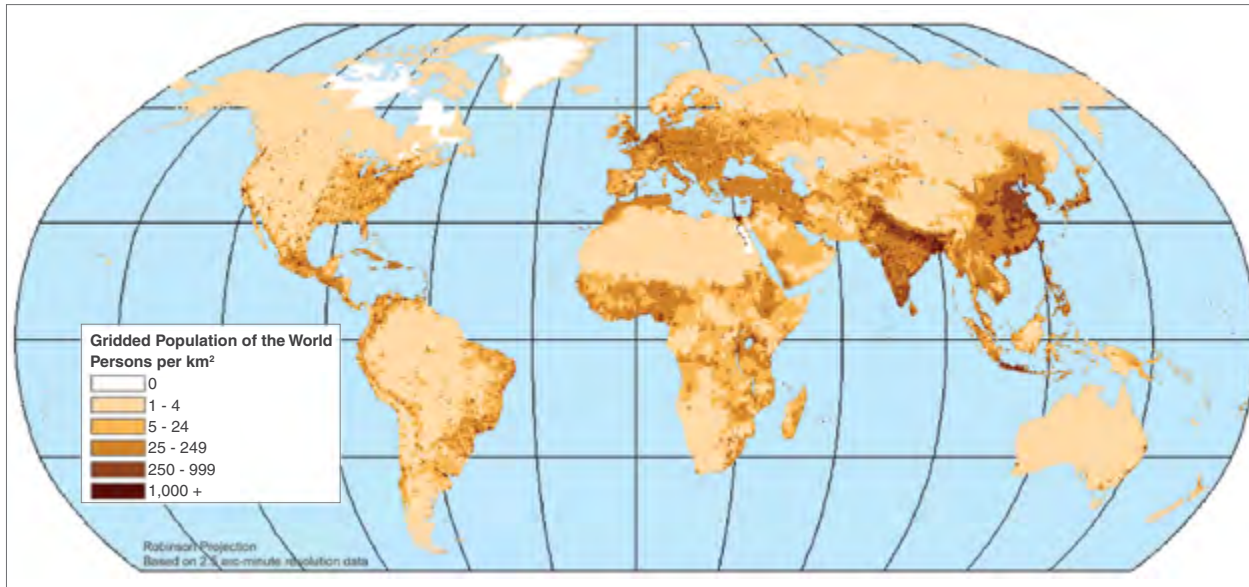 Gridded Population of the World
Persons per km²
0
1 - 4
5 - 24
25 - 249
250 - 999
1,000 +
Robinson Projection
Based on 2.5 arc-minute resolution data